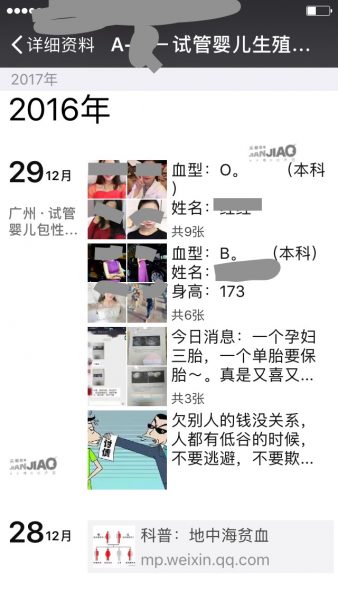 详细资料
A- 一试管婴儿生殖...
2017年
2016年
29 12月
广州·试管
婴儿包性...
血型：O。 （本科
）
姓名：
共9张
血型：B。 （本科）
姓名：
身高：173
共6张
今日消息：一个孕妇
三胎，一个单胎要保
胎～。真是又喜又...
共3张
讨债
欠别人的钱没关系，
人都有低谷的时候，
不要逃避，不要欺...
JIANJIAO
JIANJIAO
28 12月
科普：地中海贫血
mp.weixin.qq.com